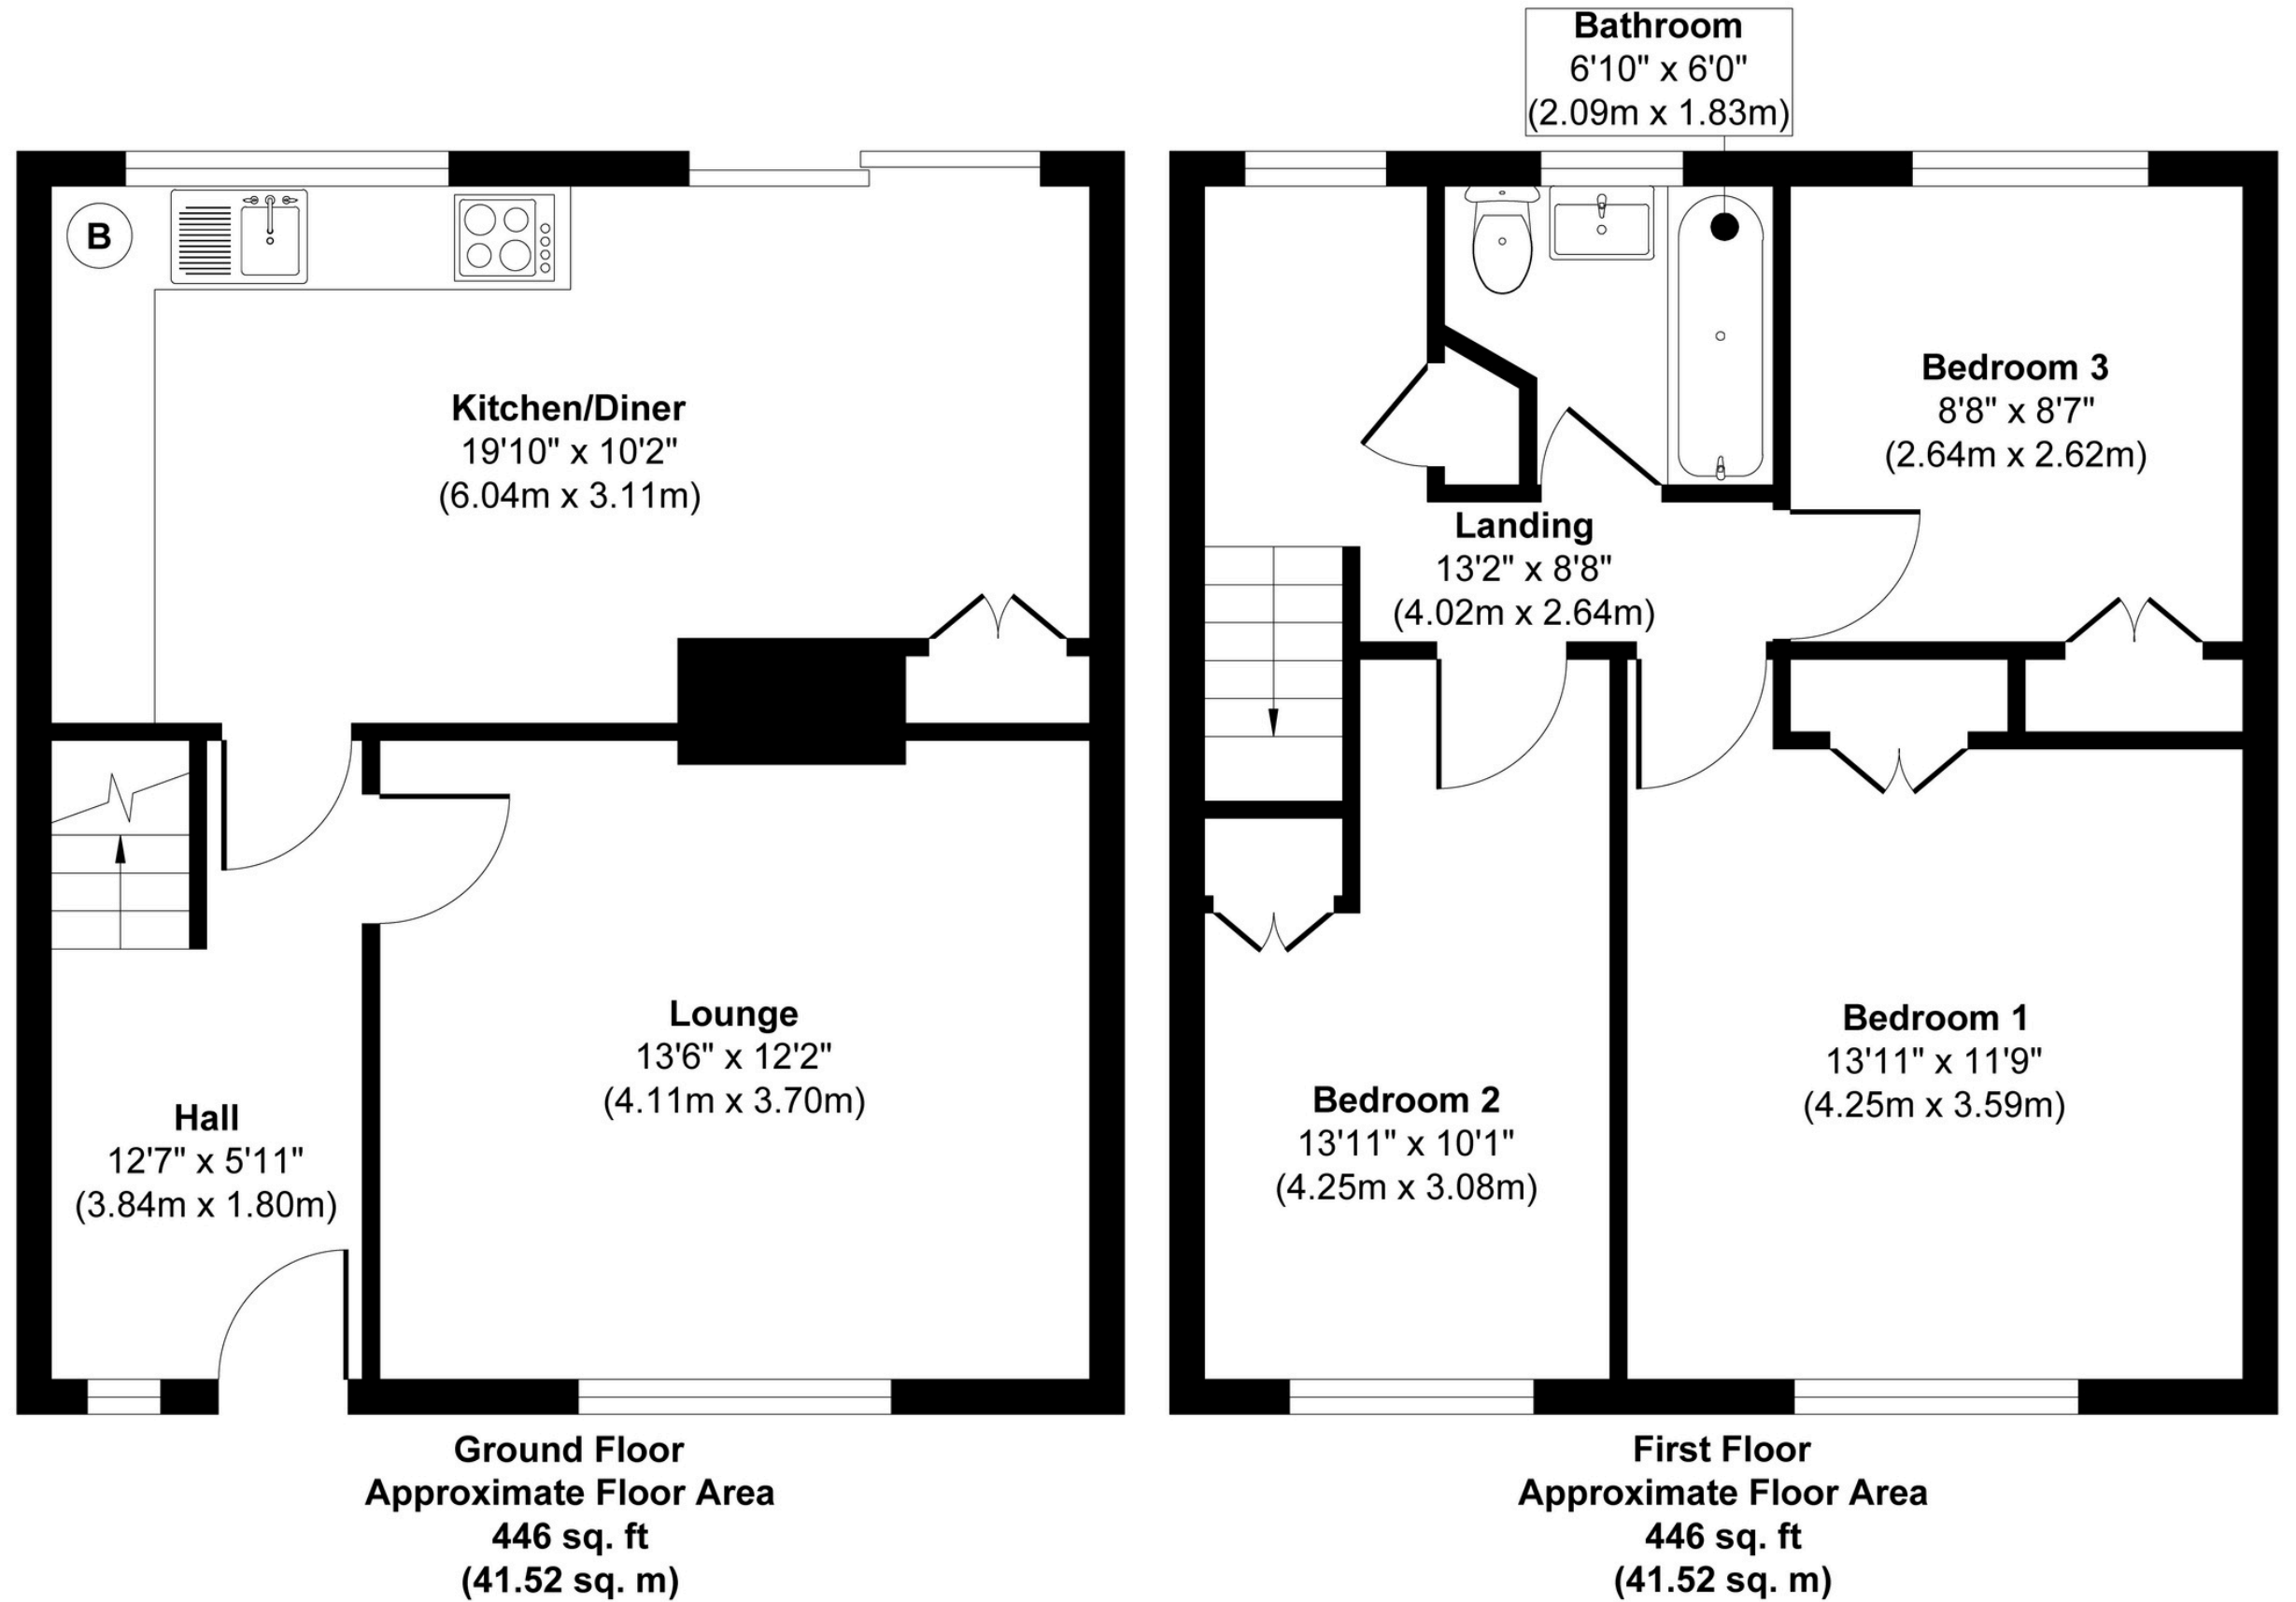 Bathroom
6'10" x 6'0"
(2.09m x 1.83m)
B
Kitchen/Diner
19'10" x 10'2"
(6.04m x 3.11m)
Lounge
13'6" x 12'2"
(4.11m x 3.70m)
Hall
12'7" x 5'11"
(3.84m x 1.80m)
Ground Floor
Approximate Floor Area
446 sq. ft
(41.52 sq. m)
Bedroom 3
8'8" x 8'7"
(2.64m x 2.62m)
Landing
13'2" x 8'8"
(4.02m x 2.64m)
Bedroom 1
13'11" x 11'9"
(4.25m x 3.59m)
Bedroom 2
13'11" x 10'1"
(4.25m x 3.08m)
First Floor
Approximate Floor Area
446 sq. ft
(41.52 sq. m)